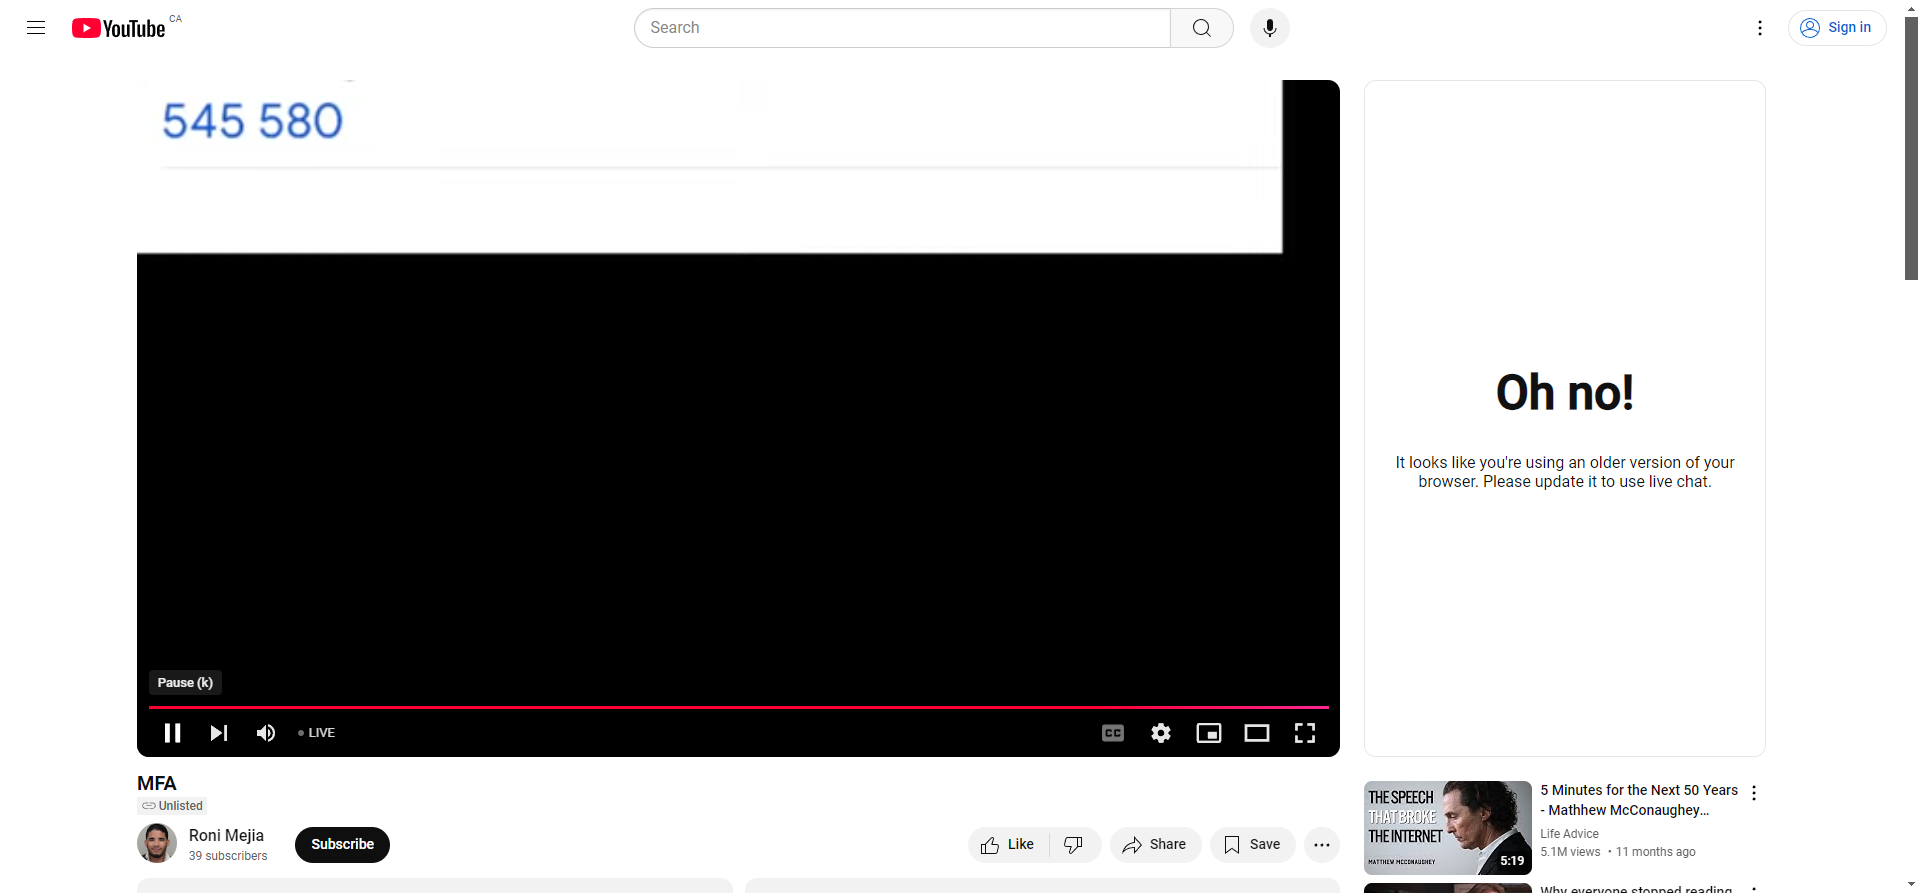 YouTube CA
Search
Sign in
545 580
Oh no!
It looks like you're using an older version of your
browser. Please update it to use live chat.
Pause (k)
LIVE
CC
MFA
Unlisted
Roni Mejia
39 subscribers
Subscribe
Like
Share
Save
THE SPEECH
THAT BROKE
THE INTERNET
MATTHEW MCCONAUGHEY
5:19
5 Minutes for the Next 50 Years
- Mathhew McConaughey...
Life Advice
5.1M views • 11 months ago
Why everyone stopped reading